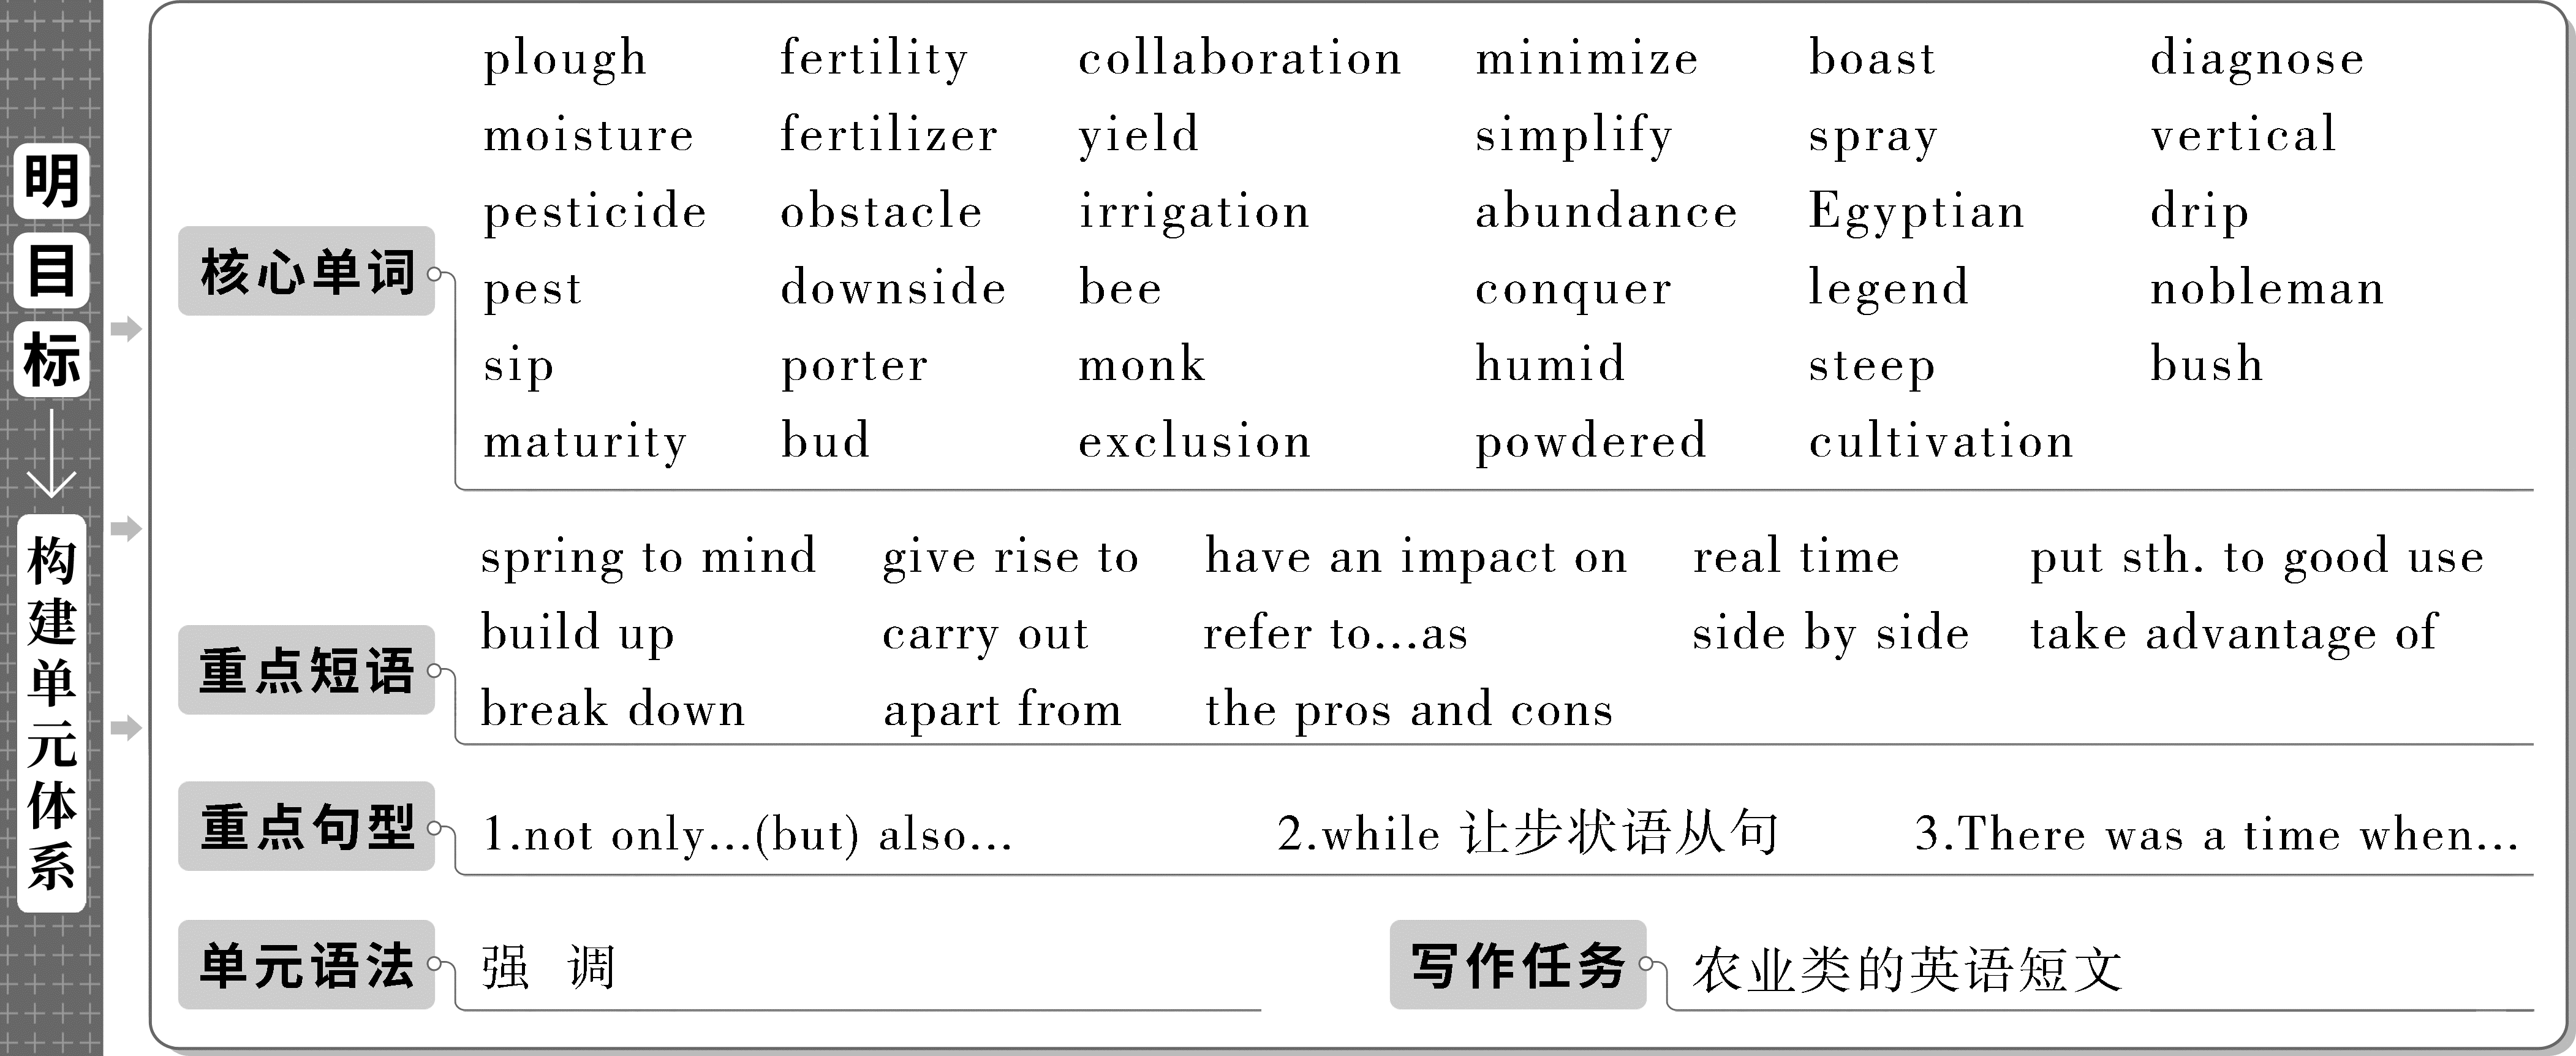 明目标
构建单元体系
核心单词
plough fertility collaboration minimize boast diagnose
moisture fertilizer yield simplify spray vertical
pesticide obstacle irrigation abundance Egyptian drip
pest downside bee conquer legend nobleman
sip porter monk humid steep bush
maturity bud exclusion powdered cultivation
重点短语
spring to mind give rise to have an impact on real time put sth. to good use
build up carry out refer to...as side by side take advantage of
break down apart from the pros and cons
重点句型
1.not only...(but) also... 2.while 让步状语从句 3.There was a time when...
单元语法
强 调
写作任务
农业类的英语短文